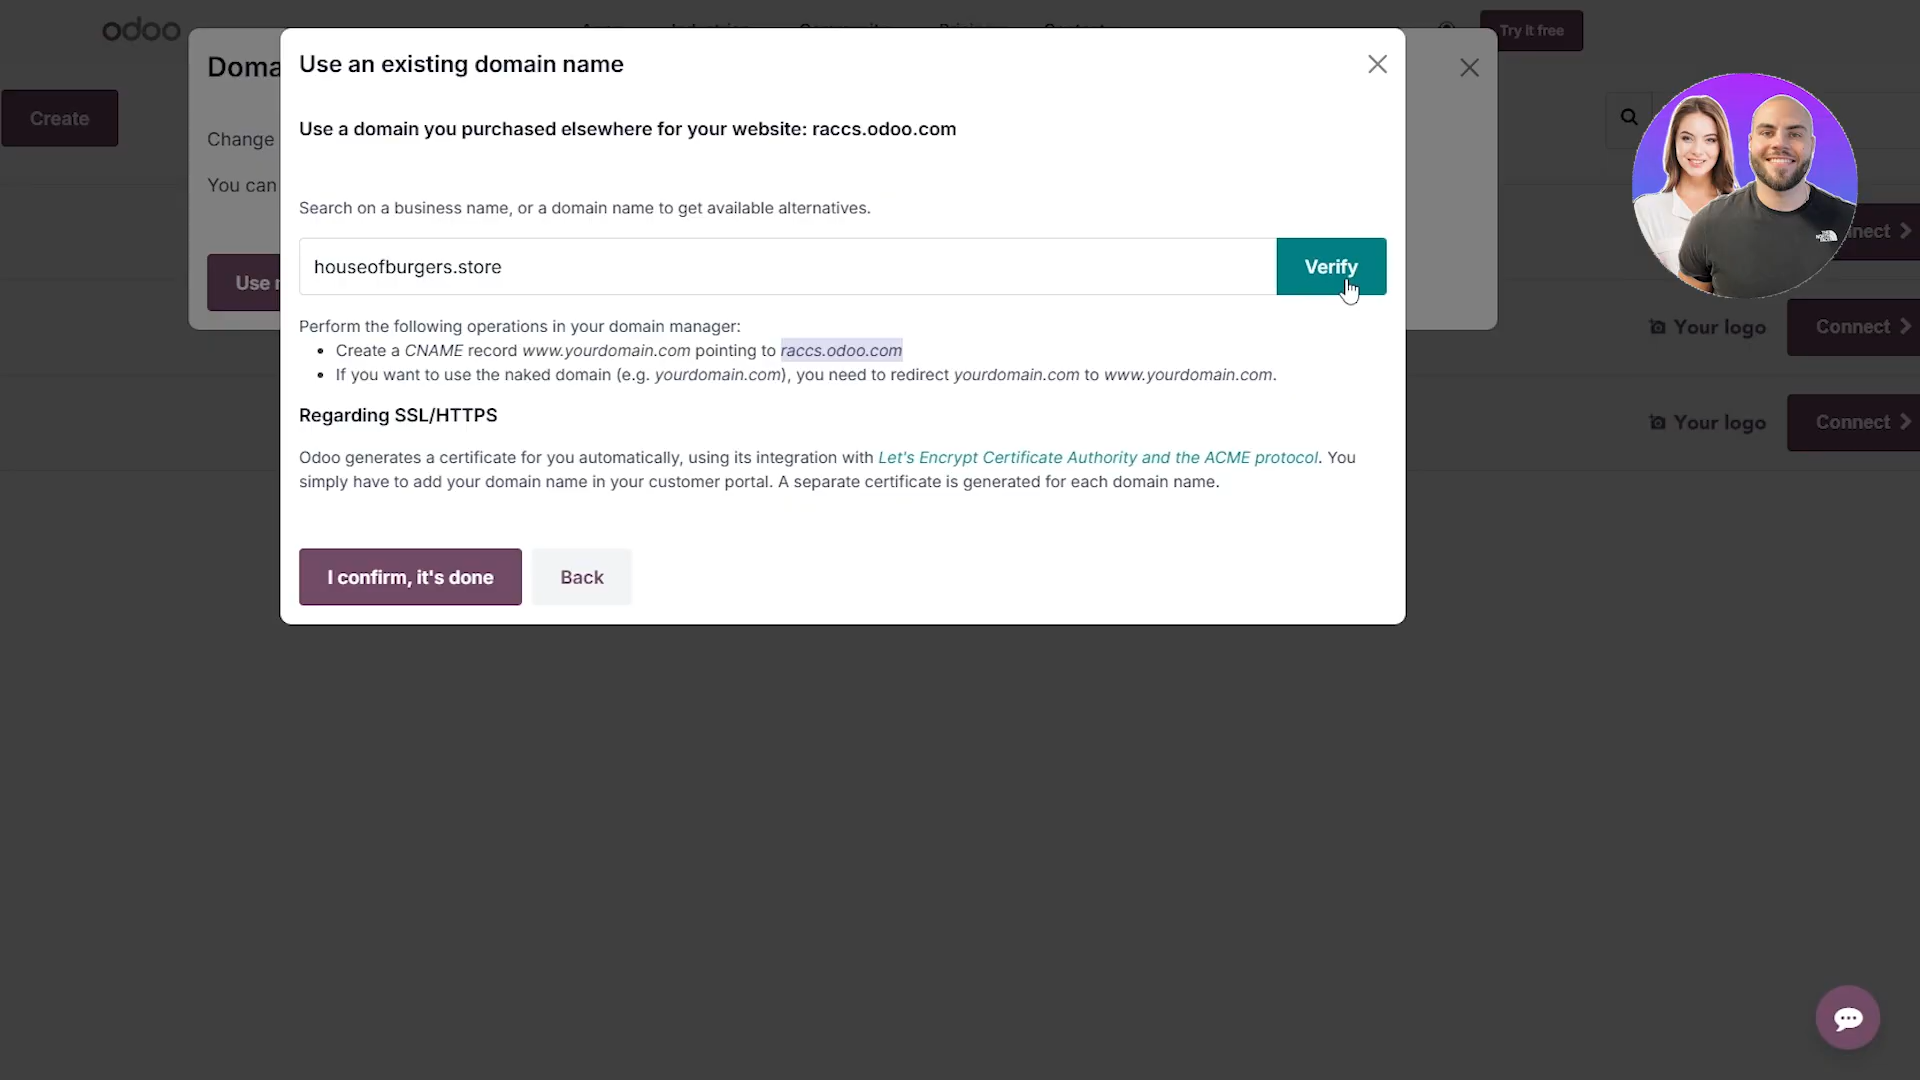 odoo
Try It free
Doma
Use an existing domain name
Create
Change
Use a domain you purchased elsewhere for your website: raccs.odoo.com
You can
Search on a business name, or a domain name to get available alternatives.
nnect
houseofburgers.store
Verify
Use
Perform the following operations in your domain manager:
Your logo
Connect
• Create a CNAME record www.yourdomain.com pointing to raccs.odoo.com
• If you want to use the naked domain (e.g. yourdomain.com), you need to redirect yourdomain.com to www.yourdomain.com.
Regarding SSL/HTTPS
Your logo
Connect
Odoo generates a certificate for you automatically, using its integration with Let's Encrypt Certificate Authority and the ACME protocol. You
simply have to add your domain name in your customer portal. A separate certificate is generated for each domain name.
I confirm, it's done
Back